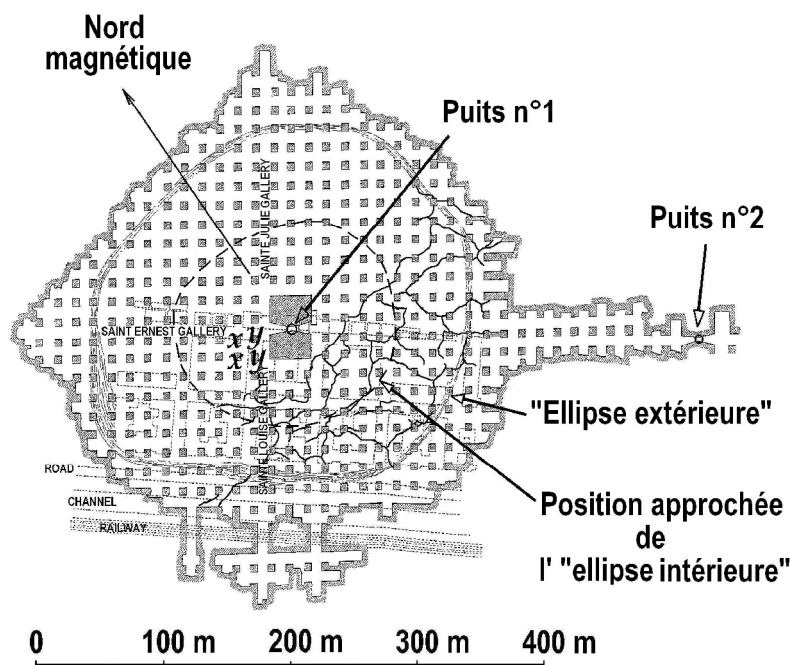 Nord
magnétique
Puits n°1
Puits n°2
SAINTE JULIE GALLERY
SAINT ERNEST GALLERY
x y
x y
SAINTE LOUISE GALLERY
"Ellipse extérieure"
ROAD
CHANNEL
RAILWAY
Position approchée
de
l' "ellipse intérieure"
0 100 m 200 m 300 m 400 m